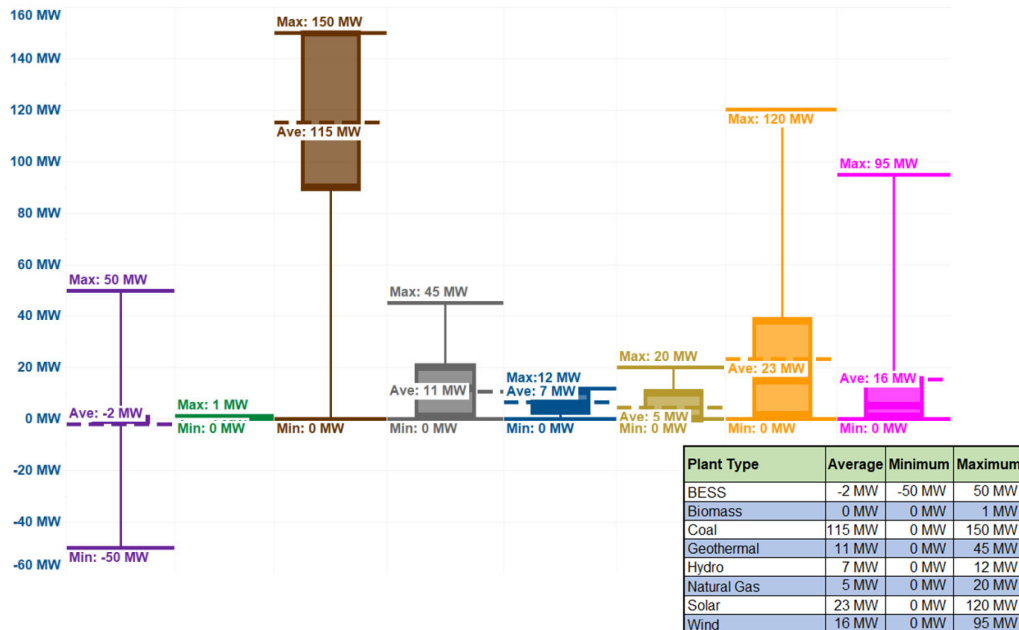 160 MW
Max: 150 MW
140 MW
120 MW
Max: 120 MW
Ave: 115 MW
100 MW
Max: 95 MW
80 MW
60 MW
Max: 50 MW
Max: 45 MW
40 MW
20 MW
Max: 20 MW
Max:12 MW
Ave: 23 MW
Ave: 16 MW
Ave: 11 MW
Ave: 7 MW
Ave: -2 MW
Max: 1 MW
Ave: 5 MW
0 MW
Min: 0 MW
Min: 0 MW
Min: 0 MW
Min: 0 MW
Min: 0 MW
Min: 0 MW
Min: 0 MW
-20 MW
-40 MW
Min: -50 MW
-60 MW
Plant Type Average Minimum Maximum
BESS -2 MW -50 MW 50 MW
Biomass 0 MW 0 MW 1 MW
Coal 115 MW 0 MW 150 MW
Geothermal 11 MW 0 MW 45 MW
Hydro 7 MW 0 MW 12 MW
Natural Gas 5 MW 0 MW 20 MW
Solar 23 MW 0 MW 120 MW
Wind 16 MW 0 MW 95 MW